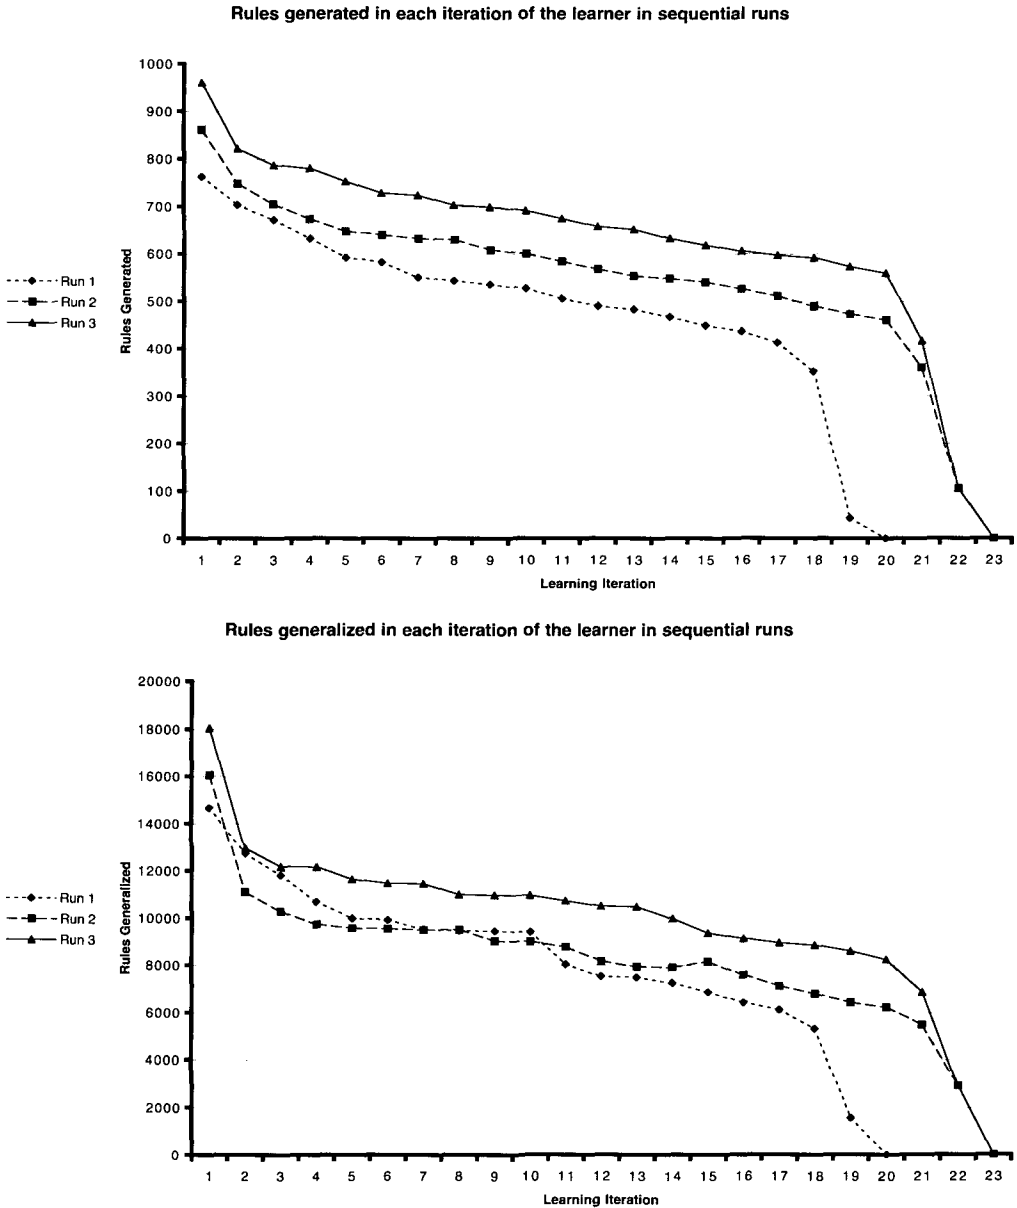 Rules generated in each iteration of the learner in sequential runs
1000
900
800
700
600
500
400
300
200
100
0
Rules Generated
Run 1
Run 2
Run 3
1 2 3 4 5 6 7 8 9 10 11 12 13 14 15 16 17 18 19 20 21 22 23
Learning Iteration
Rules generalized in each iteration of the learner in sequential runs
20000
18000
16000
14000
12000
10000
8000
6000
4000
2000
0
Rules Generalized
Run 1
Run 2
Run 3
1 2 3 4 5 6 7 8 9 10 11 12 13 14 15 16 17 18 19 20 21 22 23
Learning Iteration